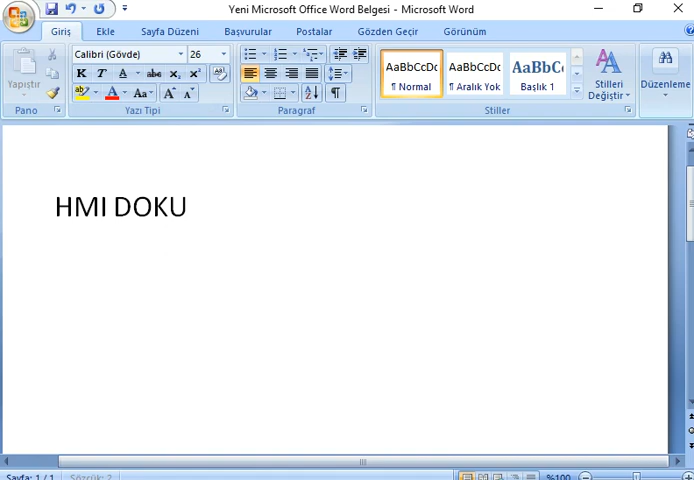 Yeni Microsoft Office Word Belgesi - Microsoft Word
Giriş Ekle Sayfa Düzeni Başvurular Postalar Gözden Geçir Görünüm
Calibri (Gövde) 26
K T A abc x₂ x²
ab A Aa A A
Yapıştır
AaBbCcDc AaBbCcDc AaBbC
¶ Normal ¶ Aralık Yok Başlık 1
Stilleri Değiştir
Düzenleme
Pano Yazı Tipi Paragraf Stiller
HMI DOKU
Sayfa: 1 / 1 Sözcük: 2 %100